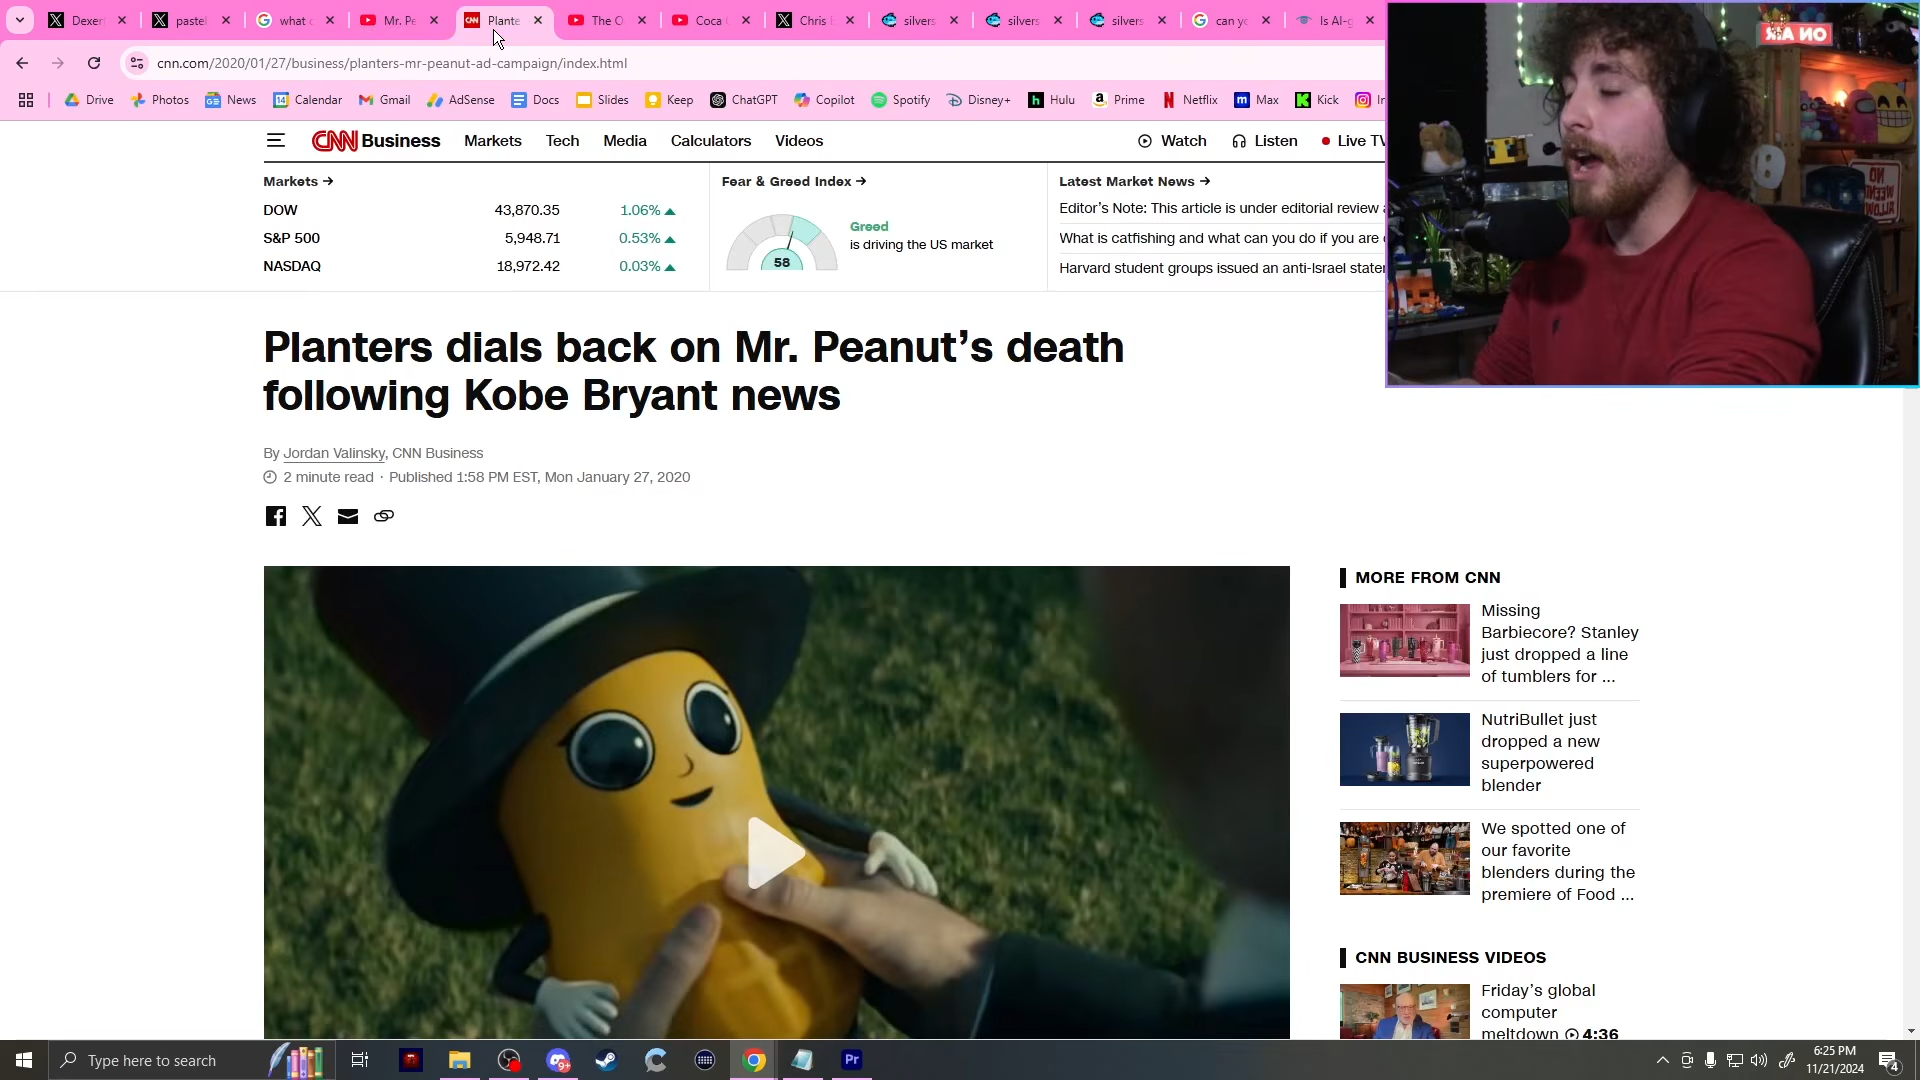 Dexer
pastel
what c
Mr. Pe
Plante
The O
Coca
Chris
silvers
silvers
silvers
can yo
Is AI-g
cnn.com/2020/01/27/business/planters-mr-peanut-ad-campaign/index.html
Drive
Photos
News
Calendar
Gmail
AdSense
Docs
Slides
Keep
ChatGPT
Copilot
Spotify
Disney+
Hulu
Prime
Netflix
Max
Kick
In
ON AIR
CNN Business
Markets
Tech
Media
Calculators
Videos
Watch
Listen
Live TV
Markets →
DOW 43,870.35 1.06%
S&P 500 5,948.71 0.53%
NASDAQ 18,972.42 0.03%
Fear & Greed Index →
58
Greed
is driving the US market
Latest Market News →
Editor's Note: This article is under editorial review
What is catfishing and what can you do if you are
Harvard student groups issued an anti-Israel state
Planters dials back on Mr. Peanut's death
following Kobe Bryant news
By Jordan Valinsky, CNN Business
2 minute read · Published 1:58 PM EST, Mon January 27, 2020
MORE FROM CNN
Missing
Barbiecore? Stanley
just dropped a line
of tumblers for ...
NutriBullet just
dropped a new
superpowered
blender
We spotted one of
our favorite
blenders during the
premiere of Food ...
CNN BUSINESS VIDEOS
Friday's global
computer
meltdown 4:36
Type here to search
9+
Pr
6:25 PM
11/21/2024
4